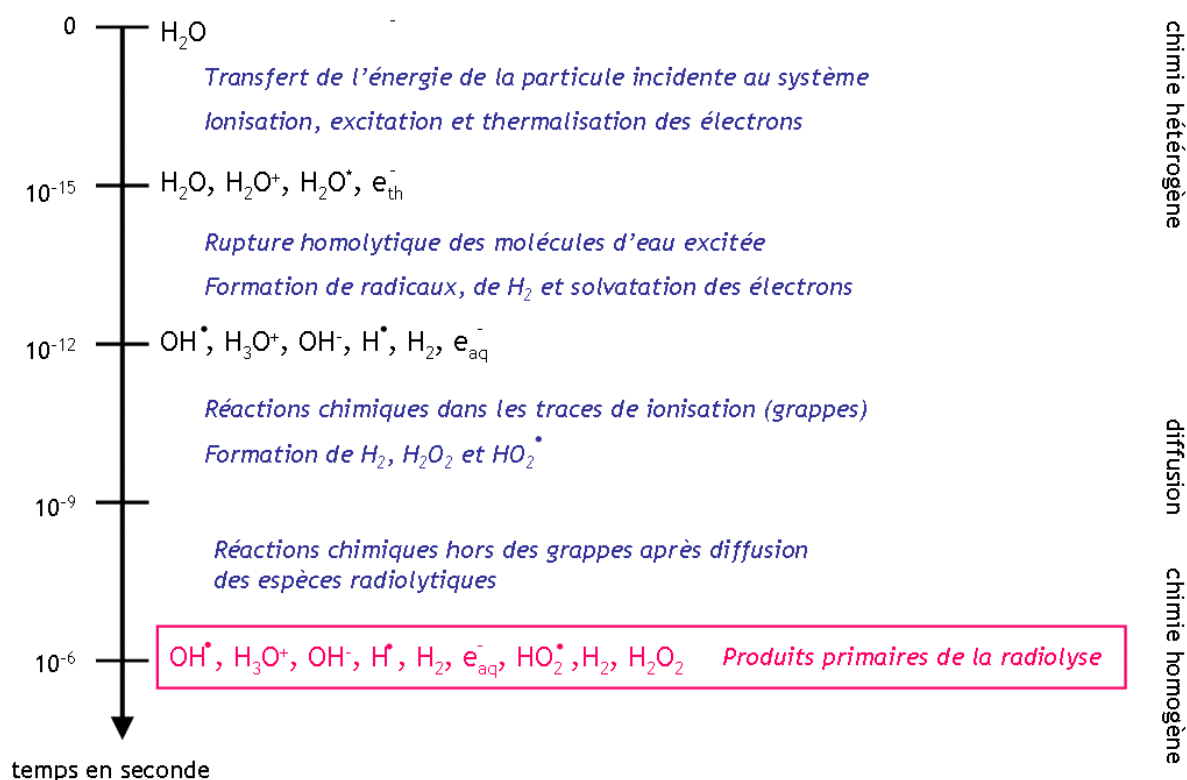 0 H₂O -
Transfert de l'énergie de la particule incidente au système
Ionisation, excitation et thermalisation des électrons
10⁻¹⁵ H₂O, H₂O⁺, H₂O*, e⁻th
Rupture homolytique des molécules d'eau excitée
Formation de radicaux, de H₂ et solvatation des électrons
10⁻¹² OH•, H₃O⁺, OH⁻, H•, H₂, e⁻aq
Réactions chimiques dans les traces de ionisation (grappes)
Formation de H₂, H₂O₂ et HO₂•
10⁻⁹
Réactions chimiques hors des grappes après diffusion
des espèces radiolytiques
10⁻⁶ OH•, H₃O⁺, OH⁻, H•, H₂, e⁻aq, HO₂• ,H₂, H₂O₂ Produits primaires de la radiolyse
temps en seconde
chimie hétérogène
diffusion
chimie homogène